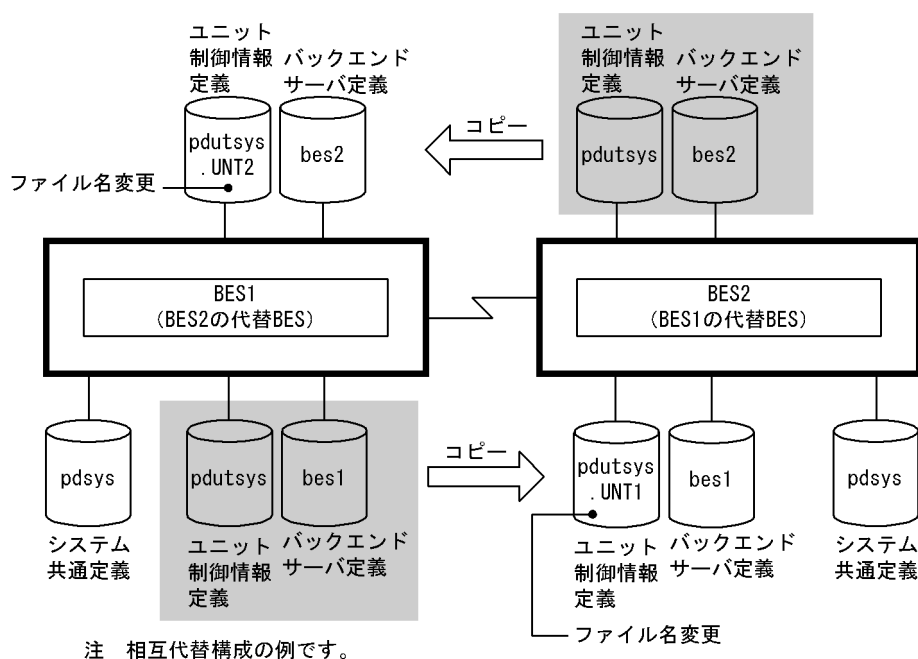 ユニット
制御情報
定義
バックエンド
サーバ定義
ユニット
制御情報
定義
バックエンド
サーバ定義
pdutsys
.UNT2
bes2
コピー
pdutsys
bes2
ファイル名変更
BES1
（BES2の代替BES）
BES2
（BES1の代替BES）
pdsys
pdutsys
bes1
コピー
pdutsys
.UNT1
bes1
pdsys
システム
共通定義
ユニット
制御情報
定義
バックエンド
サーバ定義
ユニット
制御情報
定義
バックエンド
サーバ定義
システム
共通定義
ファイル名変更
注　相互代替構成の例です。